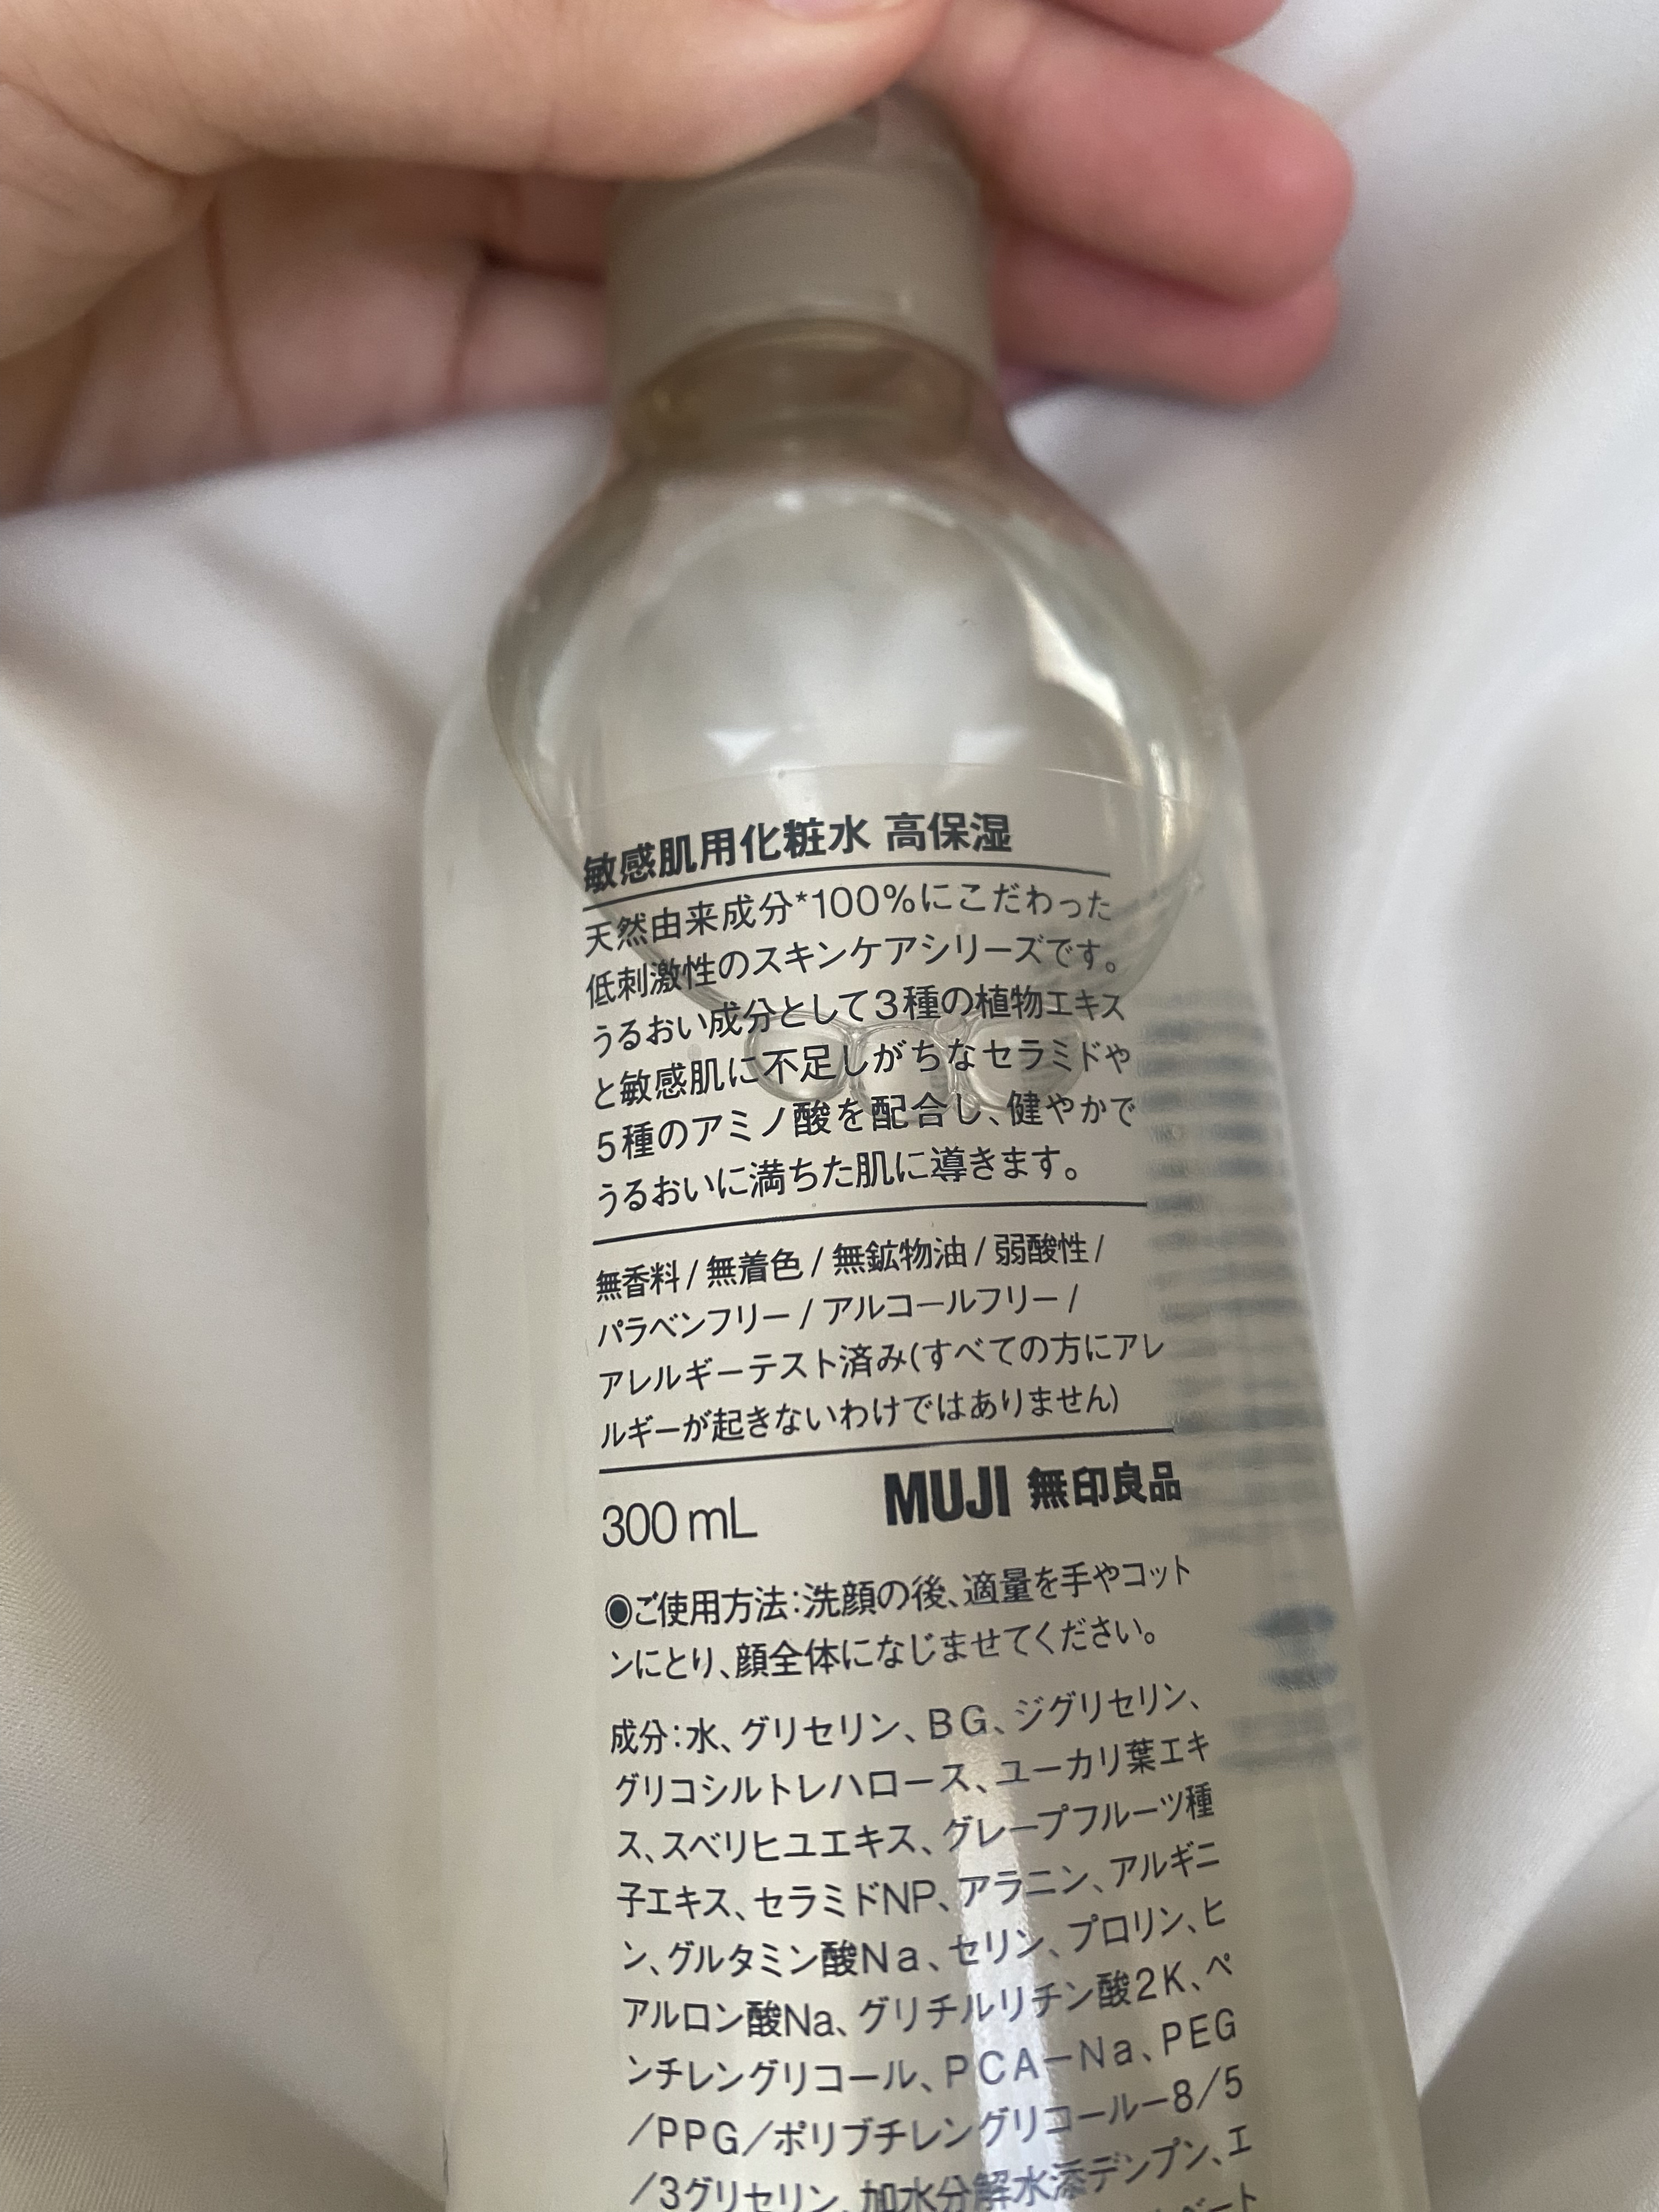 敏感肌用化粧水 高保湿
天然由来成分*100%にこだわった
低刺激性のスキンケアシリーズです。
うるおい成分として3種の植物エキス
と敏感肌に不足しがちなセラミドや
5種のアミノ酸を配合し、健やかで
うるおいに満ちた肌に導きます。
無香料 / 無着色 / 無鉱物油 / 弱酸性 /
パラベンフリー / アルコールフリー /
アレルギーテスト済み(すべての方にアレ
ルギーが起きないわけではありません)
300 mL MUJI 無印良品
◉ご使用方法:洗顔の後、適量を手やコット
ンにとり、顔全体になじませてください。
成分:水、グリセリン、BG、ジグリセリン、
グリコシルトレハロース、ユーカリ葉エキ
ス、スベリヒユエキス、グレープフルーツ種
子エキス、セラミドNP、アラニン、アルギニ
ン、グルタミン酸Na、セリン、プロリン、ヒ
アルロン酸Na、グリチルリチン酸2K、ペ
ンチレングリコール、PCA－Na、PEG
/PPG/ポリブチレングリコールー8/5
/3グリセリン、加水分解水添デンプン、エ
ベート